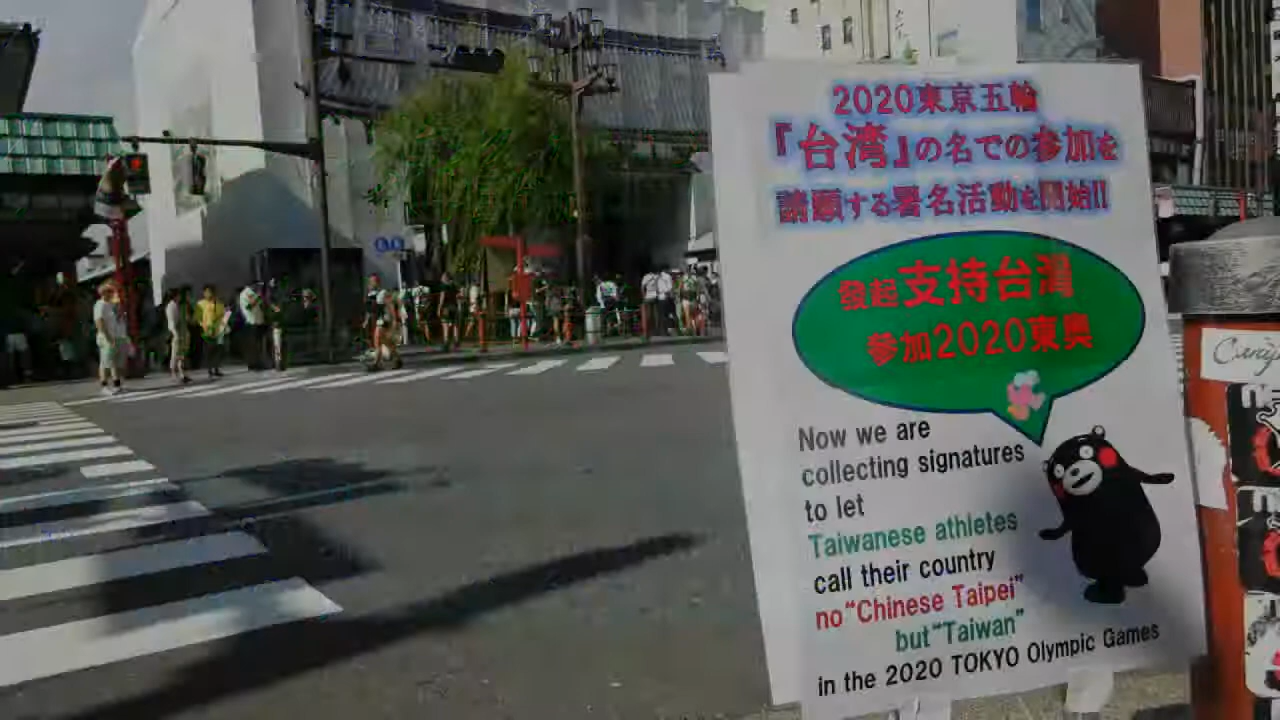 2020東京五輪
『台湾』の名での参加を
請願する署名活動を開始!!
發起支持台灣
參加2020東奧
Now we are
collecting signatures
to let
Taiwanese athletes
call their country
no“Chinese Taipei”
but“Taiwan”
in the 2020 TOKYO Olympic Games